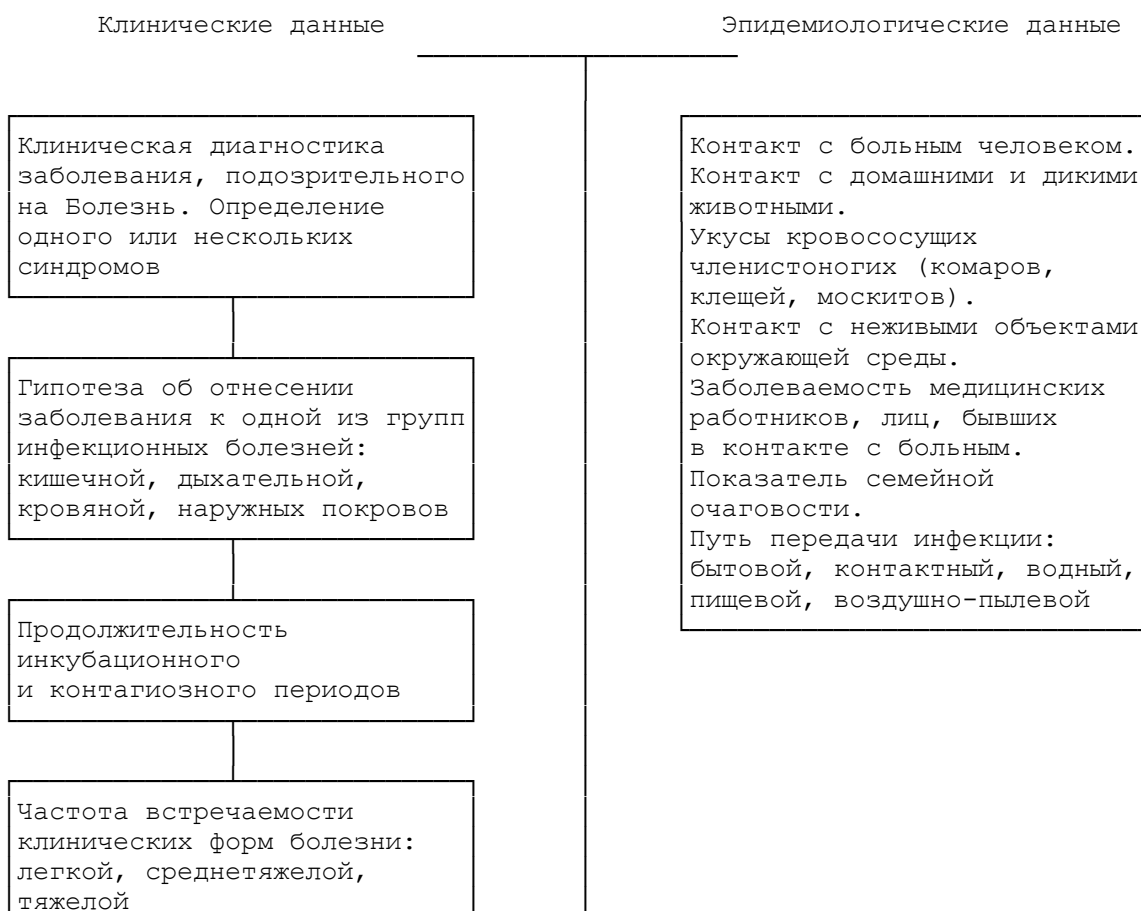 Клинические данные
Эпидемиологические данные
Клиническая диагностика
заболевания, подозрительного
на Болезнь. Определение
одного или нескольких
синдромов
Гипотеза об отнесении
заболевания к одной из групп
инфекционных болезней:
кишечной, дыхательной,
кровяной, наружных покровов
Продолжительность
инкубационного
и контагиозного периодов
Частота встречаемости
клинических форм болезни:
легкой, среднетяжелой,
тяжелой
Контакт с больным человеком.
Контакт с домашними и дикими
животными.
Укусы кровососущих
членистоногих (комаров,
клещей, москитов).
Контакт с неживыми объектами
окружающей среды.
Заболеваемость медицинских
работников, лиц, бывших
в контакте с больным.
Показатель семейной
очаговости.
Путь передачи инфекции:
бытовой, контактный, водный,
пищевой, воздушно-пылевой